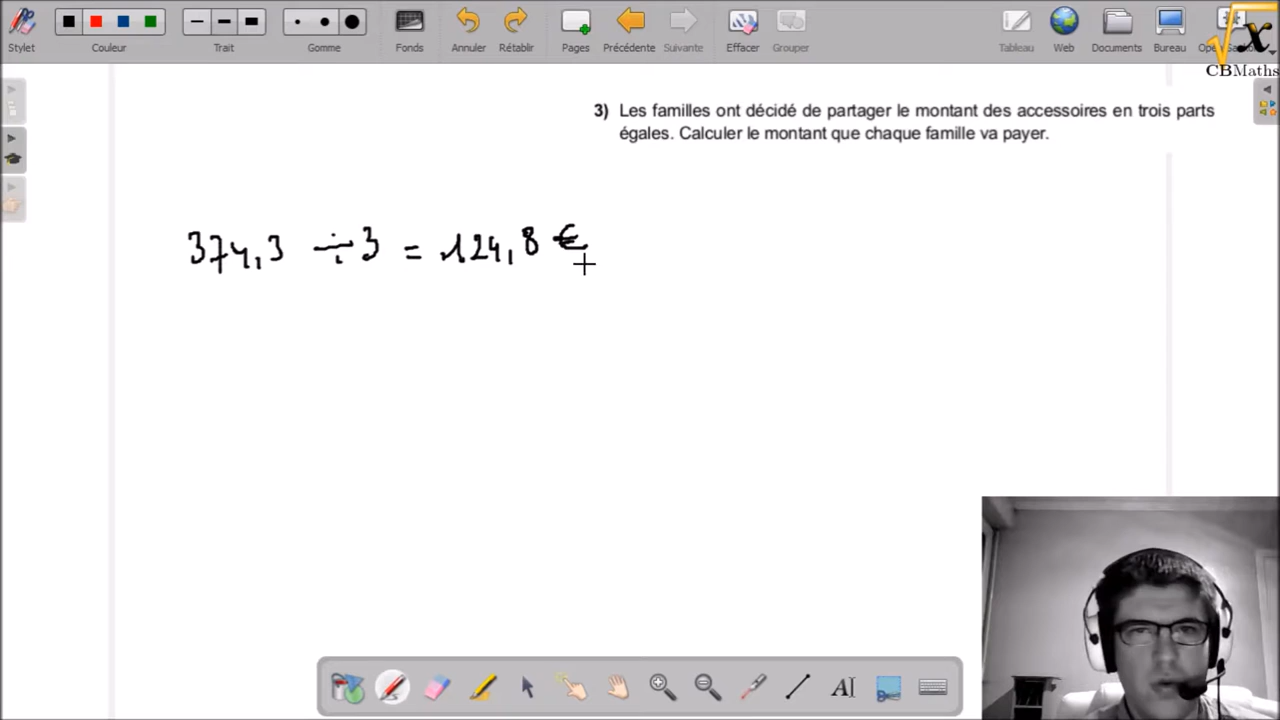 Stylet Couleur Trait Gomme Fonds Annuler Rétablir Pages Précédente Suivante Effacer Grouper Tableau Web Documents Bureau
CBMaths
3) Les familles ont décidé de partager le montant des accessoires en trois parts
égales. Calculer le montant que chaque famille va payer.
374,3 ÷ 3 = 124,8 €